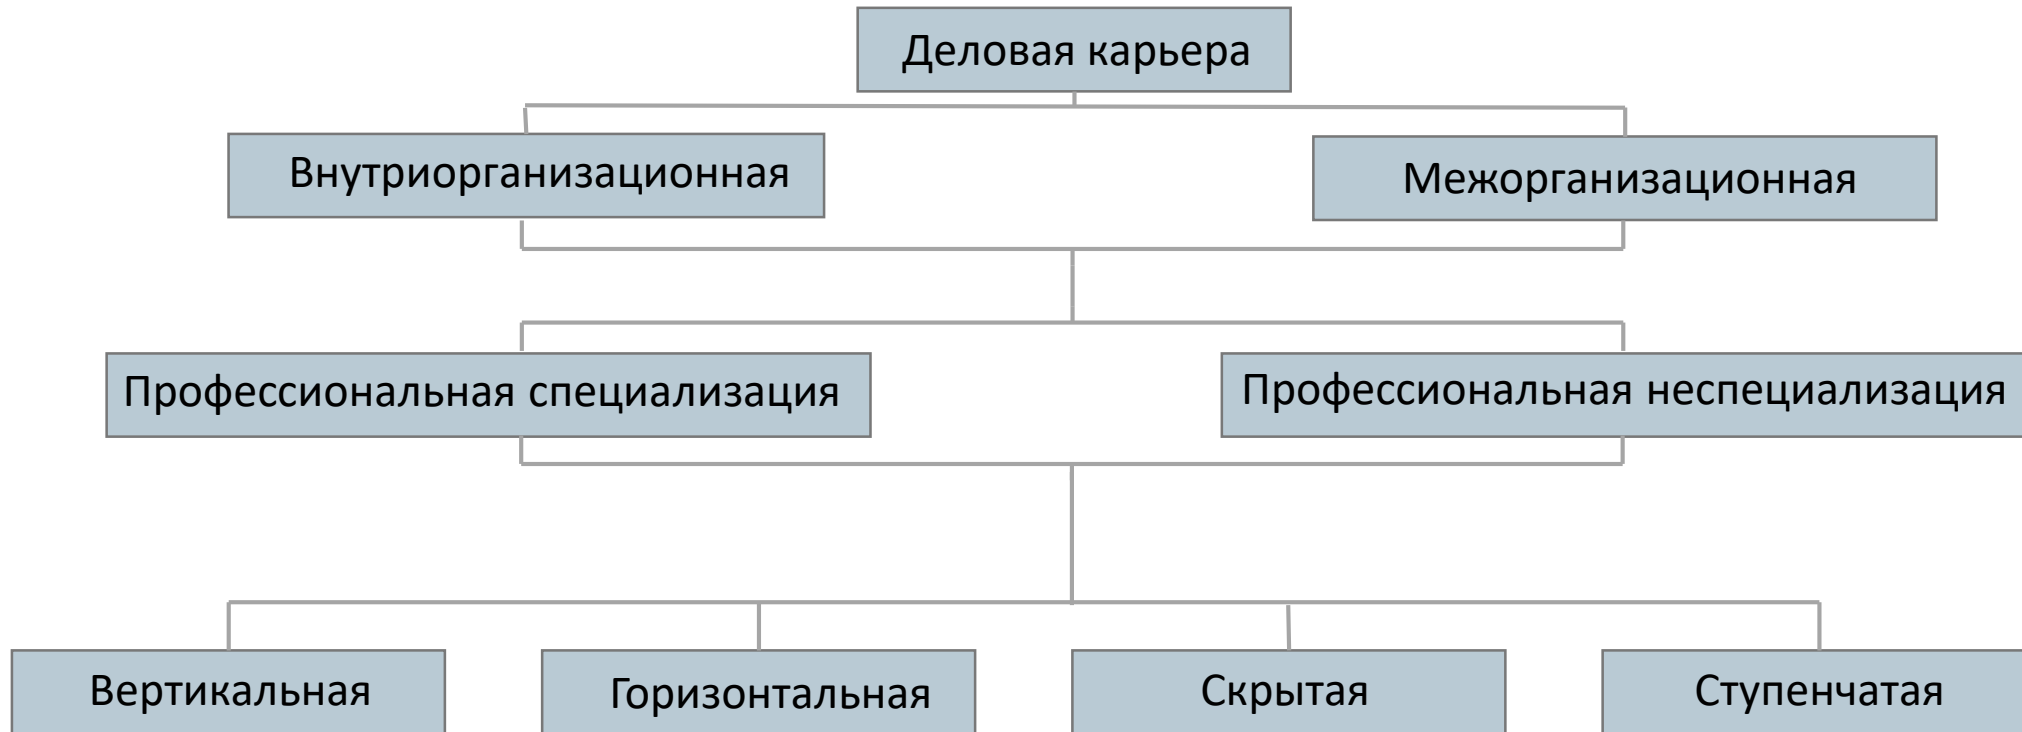 Деловая карьера
Внутриорганизационная
Межорганизационная
Профессиональная специализация
Профессиональная неспециализация
Вертикальная
Горизонтальная
Скрытая
Ступенчатая